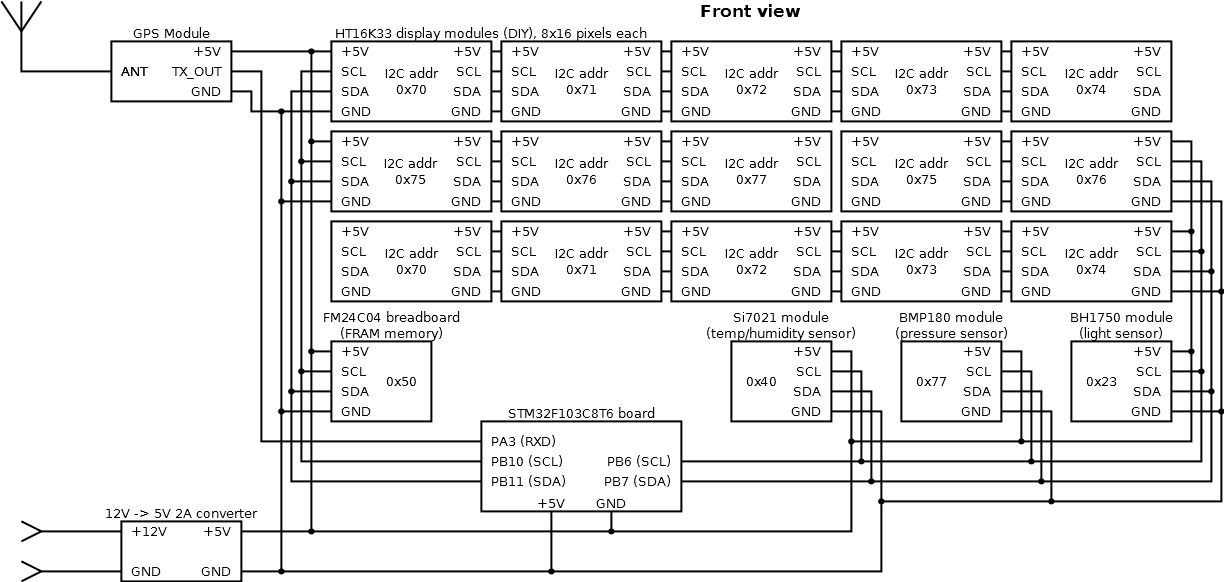 Front view
GPS Module
HT16K33 display modules (DIY), 8x16 pixels each
+5V
ANT TX_OUT
GND
+5V +5V +5V +5V +5V +5V +5V +5V +5V +5V
SCL I2C addr SCL SCL I2C addr SCL SCL I2C addr SCL SCL I2C addr SCL SCL I2C addr SCL
SDA 0x70 SDA SDA 0x71 SDA SDA 0x72 SDA SDA 0x73 SDA SDA 0x74 SDA
GND GND GND GND GND GND GND GND GND GND
+5V +5V +5V +5V +5V +5V +5V +5V +5V +5V
SCL I2C addr SCL SCL I2C addr SCL SCL I2C addr SCL SCL I2C addr SCL SCL I2C addr SCL
SDA 0x75 SDA SDA 0x76 SDA SDA 0x77 SDA SDA 0x75 SDA SDA 0x76 SDA
GND GND GND GND GND GND GND GND GND GND
+5V +5V +5V +5V +5V +5V +5V +5V +5V +5V
SCL I2C addr SCL SCL I2C addr SCL SCL I2C addr SCL SCL I2C addr SCL SCL I2C addr SCL
SDA 0x70 SDA SDA 0x71 SDA SDA 0x72 SDA SDA 0x73 SDA SDA 0x74 SDA
GND GND GND GND GND GND GND GND GND GND
FM24C04 breadboard
(FRAM memory)
+5V
SCL
0x50
SDA
GND
Si7021 module
(temp/humidity sensor)
+5V
SCL
0x40
SDA
GND
BMP180 module
(pressure sensor)
+5V
SCL
0x77
SDA
GND
BH1750 module
(light sensor)
+5V
SCL
0x23
SDA
GND
STM32F103C8T6 board
PA3 (RXD)
PB10 (SCL) PB6 (SCL)
PB11 (SDA) PB7 (SDA)
+5V GND
12V -> 5V 2A converter
+12V +5V
GND GND